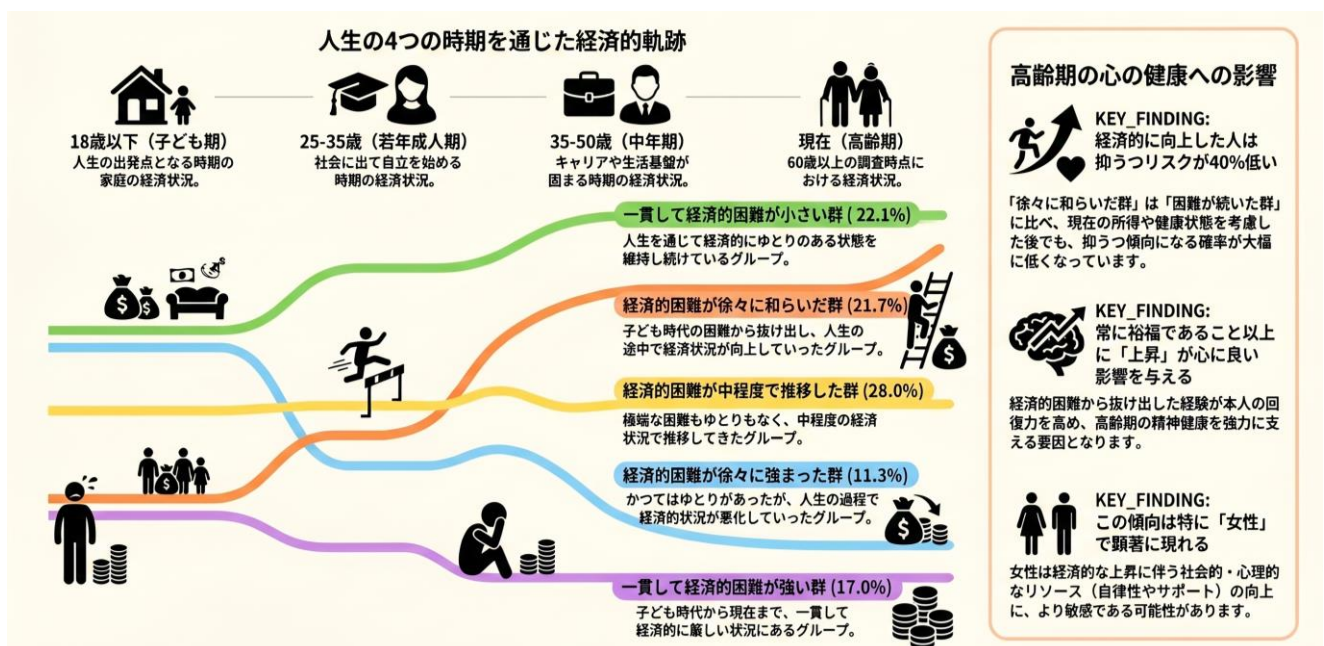 人生の4つの時期を通じた経済的軌跡
18歳以下（子ども期）
人生の出発点となる時期の
家庭の経済状況。
25-35歳（若年成人期）
社会に出て自立を始める
時期の経済状況。
35-50歳（中年期）
キャリアや生活基盤が
固まる時期の経済状況。
現在（高齢期）
60歳以上の調査時点に
おける経済状況。
一貫して経済的困難が小さい群 ( 22.1%)
人生を通じて経済的にゆとりのある状態を
維持し続けているグループ。
経済的困難が徐々に和らいだ群 (21.7%)
子ども時代の困難から抜け出し、人生の
途中で経済状況が向上していったグループ。
経済的困難が中程度で推移した群 (28.0%)
極端な困難もゆとりもなく、中程度の経済
状況で推移してきたグループ。
経済的困難が徐々に強まった群 (11.3%)
かつてはゆとりがあったが、人生の過程で
経済的状況が悪化していったグループ。
一貫して経済的困難が強い群 (17.0%)
子ども時代から現在まで、一貫して
経済的に厳しい状況にあるグループ。
高齢期の心の健康への影響
KEY_FINDING:
経済的に向上した人は
抑うつリスクが40%低い
「徐々に和らいだ群」は「困難が続いた群」
に比べ、現在の所得や健康状態を考慮し
た後でも、抑うつ傾向になる確率が大幅
に低くなっています。
KEY_FINDING:
常に裕福であること以上
に「上昇」が心に良い
影響を与える
経済的困難から抜け出した経験が本人の回
復力を高め、高齢期の精神健康を強力に支
える要因となります。
KEY_FINDING:
この傾向は特に「女性」
で顕著に現れる
女性は経済的な上昇に伴う社会的・心理的
なリソース（自律性やサポート）の向上
に、より敏感である可能性があります。